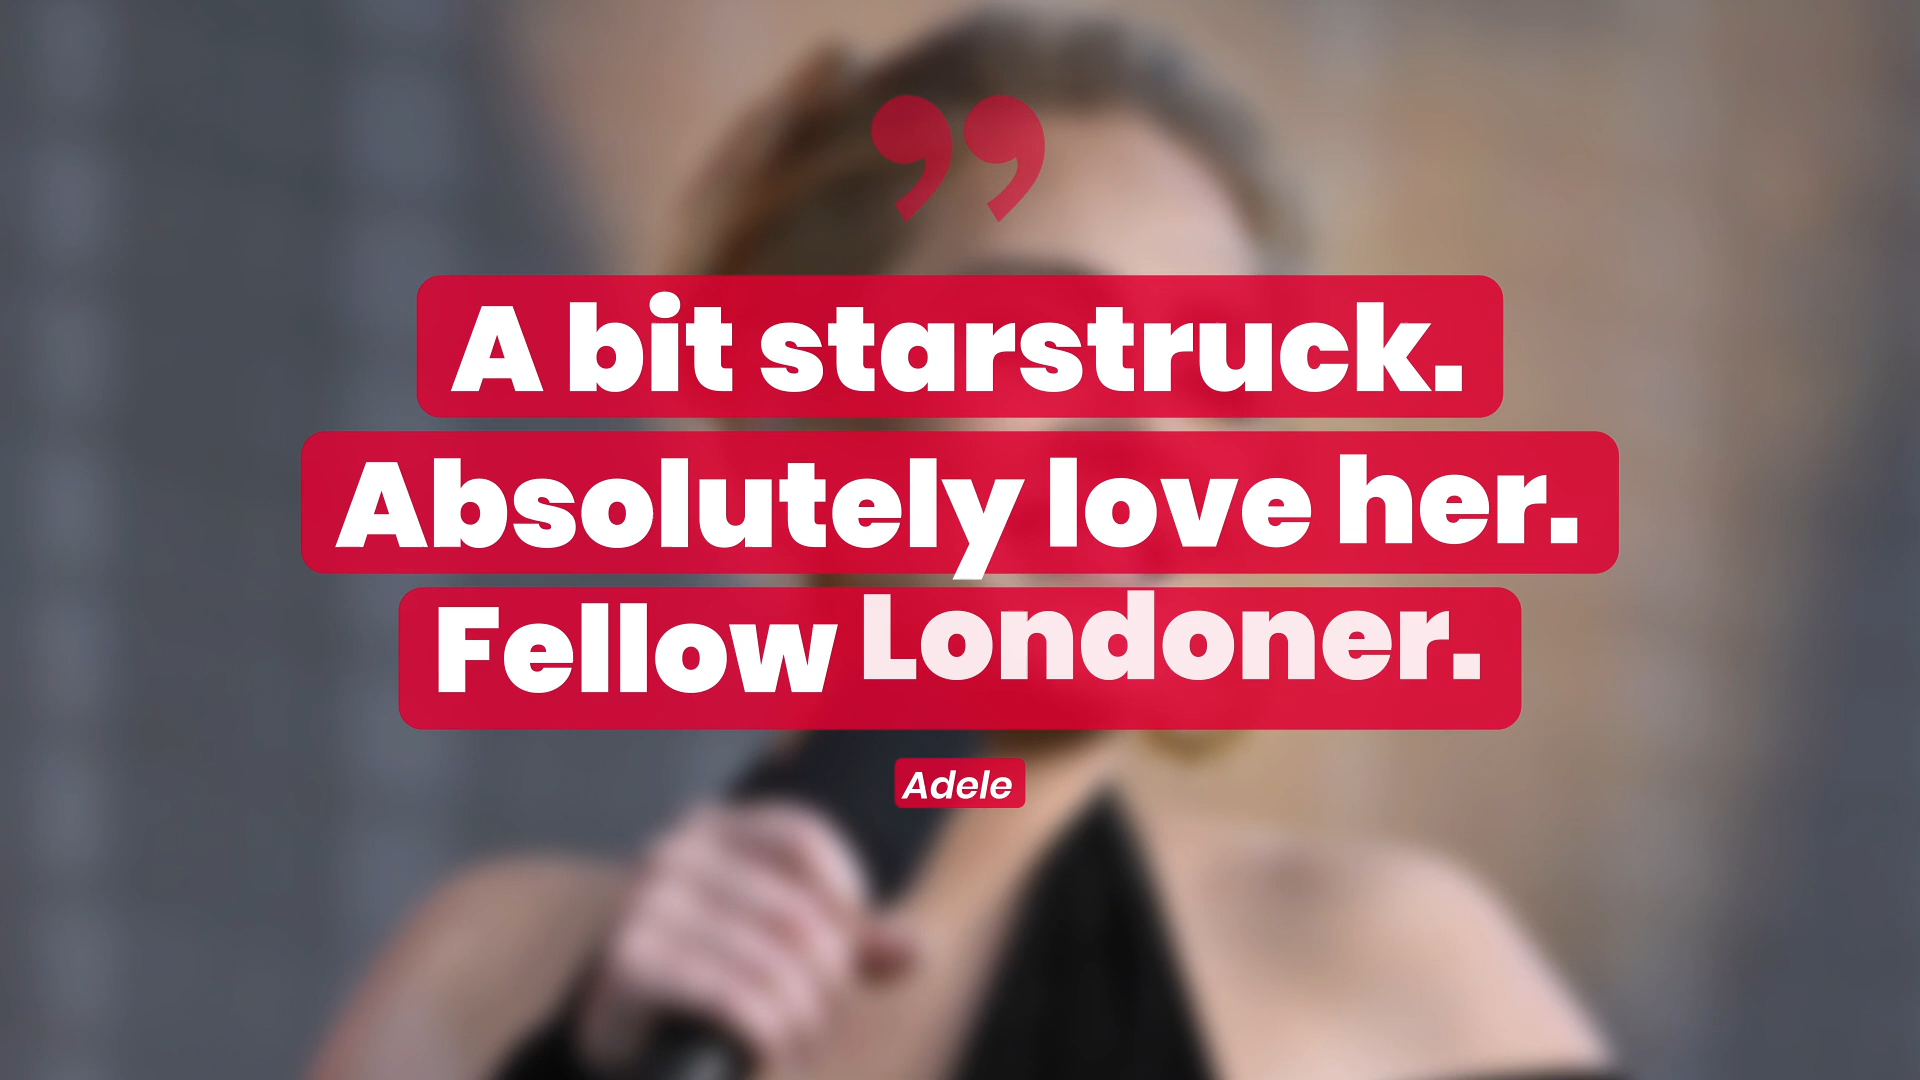 ”
A bit starstruck.
Absolutely love her.
Fellow Londoner.
Adele